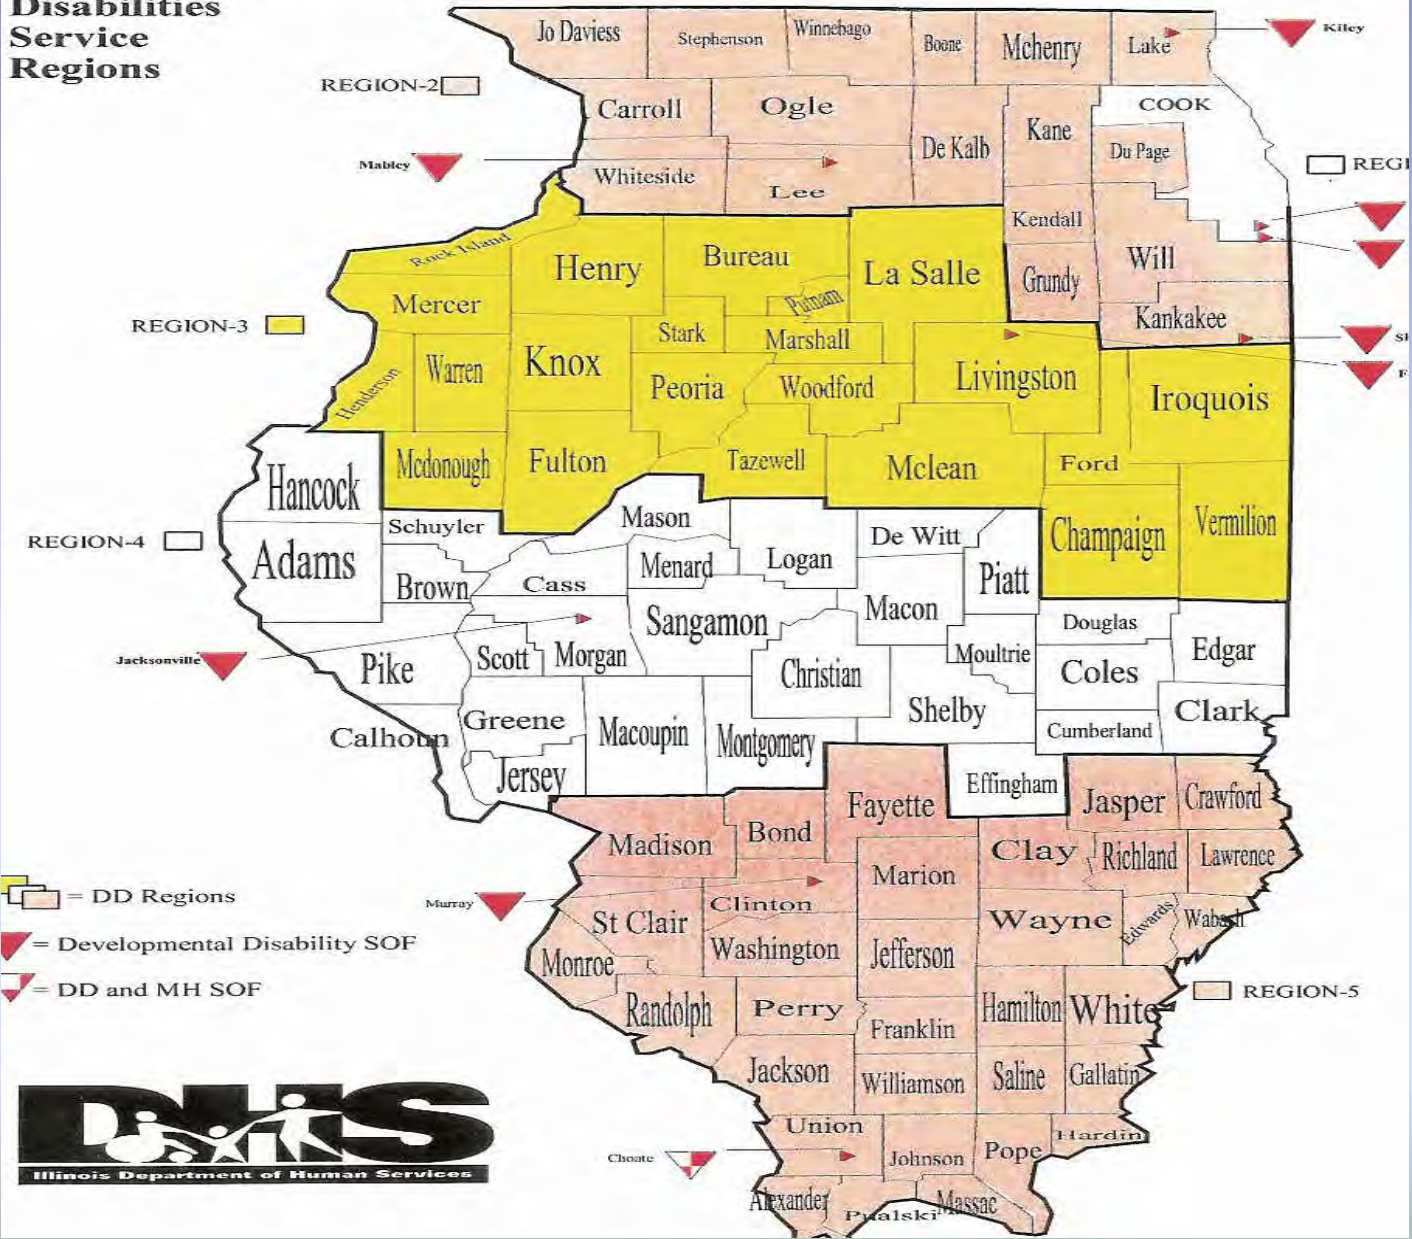 Disabilities
Service
Regions
Jo Daviess
Stephenson
Winnebago
Boone
Mchenry
Lake
Kiley
REGION-2
Carroll
Ogle
De Kalb
Kane
COOK
Du Page
REGI
Mabley
Whiteside
Lee
Kendall
Will
Grundy
Kankakee
Rock Island
Henry
Bureau
La Salle
Putnam
Mercer
REGION-3
Stark
Marshall
Henderson
Warren
Knox
Peoria
Woodford
Livingston
Iroquois
Mcdonough
Fulton
Tazewell
Mclean
Ford
Champaign
Vermilion
Hancock
REGION-4
Adams
Schuyler
Brown
Cass
Mason
Menard
Logan
De Witt
Piatt
Macon
Sangamon
Douglas
Edgar
Jacksonville
Pike
Scott
Morgan
Christian
Moultrie
Coles
Shelby
Cumberland
Clark
Calhoun
Greene
Macoupin
Montgomery
Jersey
Effingham
Fayette
Jasper
Crawford
Madison
Bond
Marion
Clay
Richland
Lawrence
= DD Regions
Murray
St Clair
Clinton
Wayne
Edwards
Wabash
= Developmental Disability SOF
Washington
Jefferson
Monroe
= DD and MH SOF
Randolph
Perry
Franklin
Hamilton
White
REGION-5
Jackson
Williamson
Saline
Gallatin
Union
Hardin
Choate
Johnson
Pope
Alexander
Pualski
Massac
DHS
Illinois Department of Human Services